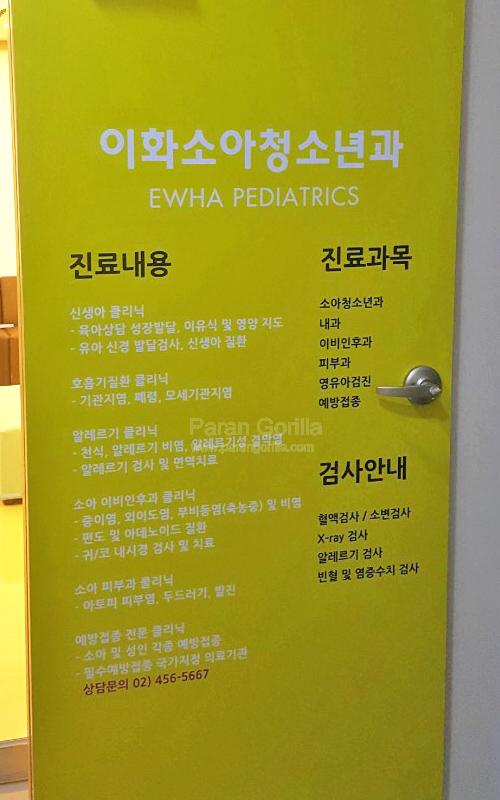 이화소아청소년과
EWHA PEDIATRICS
진료내용
신생아 클리닉
- 육아상담 성장발달, 이유식 및 영양 지도
- 유아 신경 발달검사, 신생아 질환
호흡기질환 클리닉
- 기관지염, 폐렴, 모세기관지염
알레르기 클리닉
- 천식, 알레르기 비염, 알레르기성 결막염
- 알레르기 검사 및 면역치료
소아 이비인후과 클리닉
- 중이염, 외이도염, 부비동염(축농증) 및 비염
- 편도 및 아데노이드 질환
- 귀/코 내시경 검사 및 치료
소아 피부과 클리닉
- 아토피 피부염, 두드러기, 발진
예방접종 전문 클리닉
- 소아 및 성인 각종 예방접종
- 필수예방접종 국가지정 의료기관
상담문의 02) 456-5667
진료과목
소아청소년과
내과
이비인후과
피부과
영유아검진
예방접종
검사안내
혈액검사 / 소변검사
X-ray 검사
알레르기 검사
빈혈 및 염증수치 검사
Paran Gorilla
www.parangorilla.com